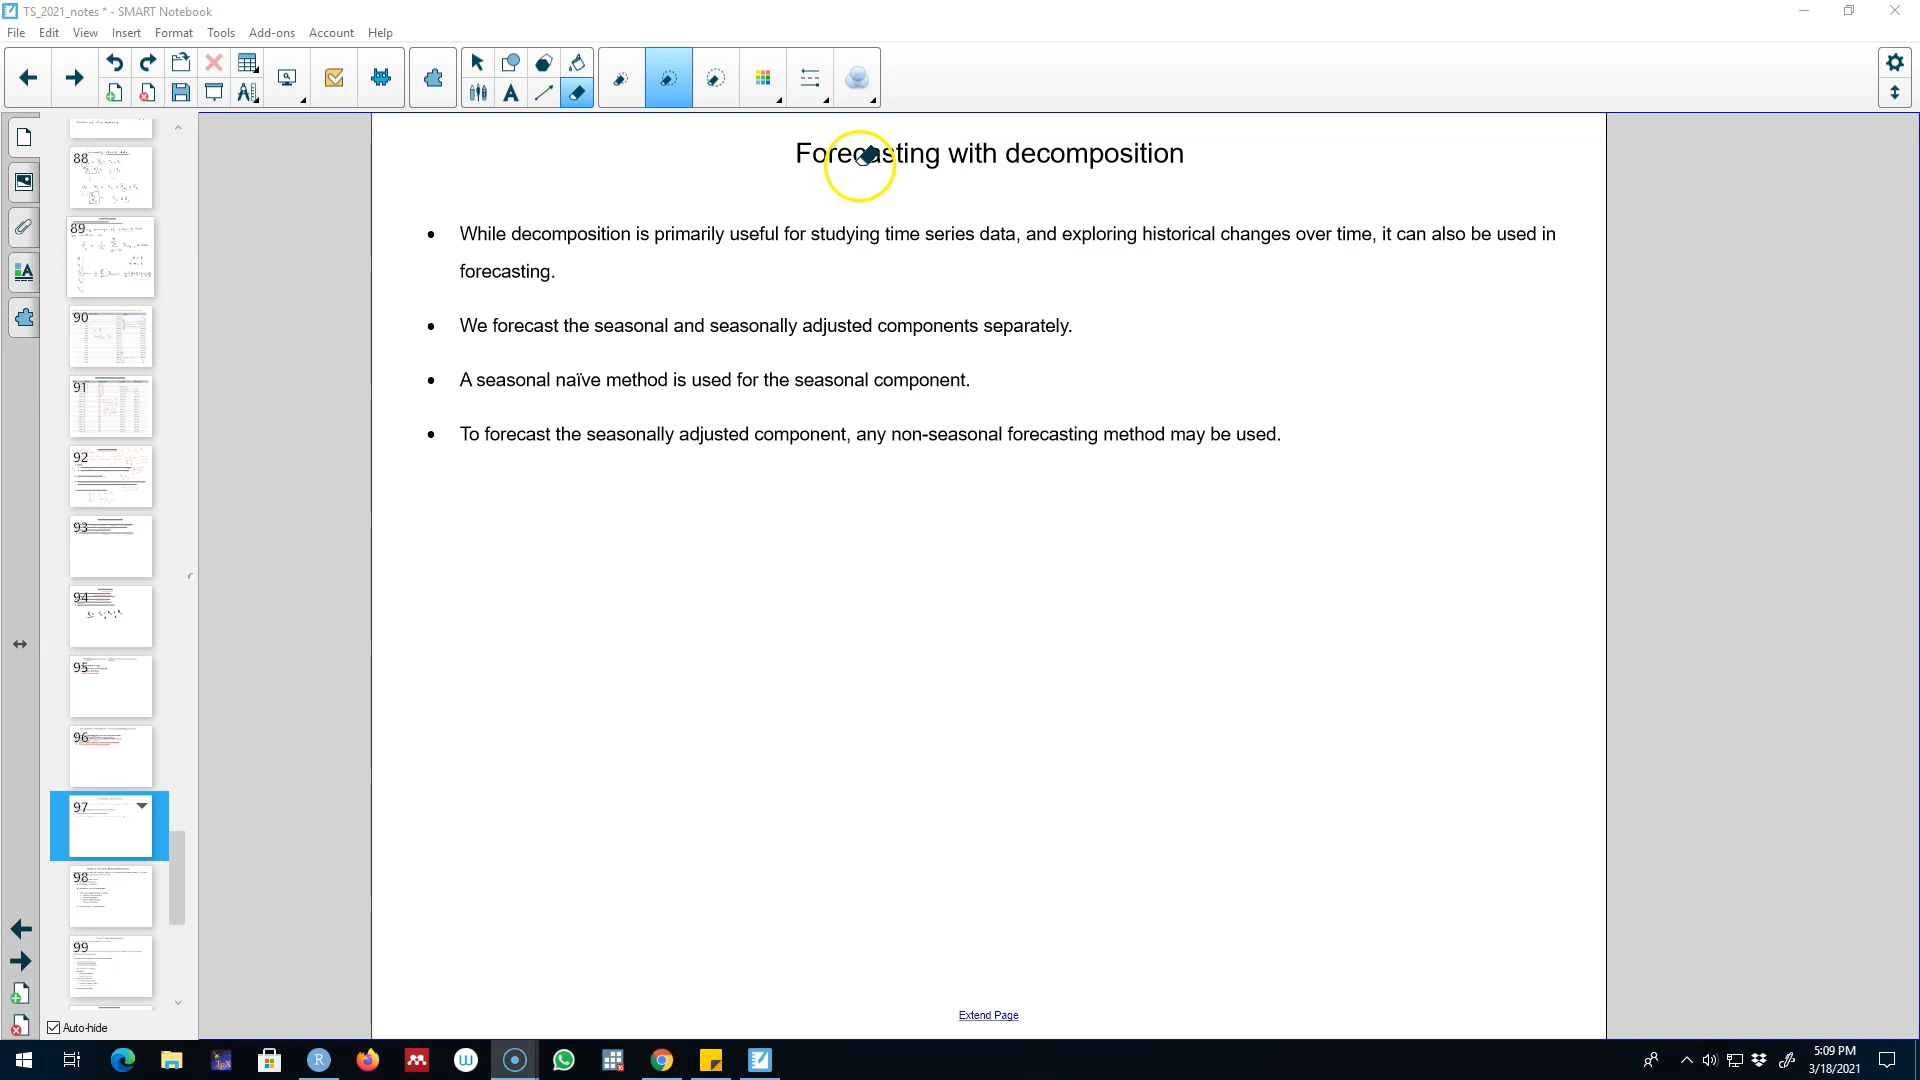 TS_2021_notes * - SMART Notebook
File Edit View Insert Format Tools Add-ons Account Help
Forecasting with decomposition
• While decomposition is primarily useful for studying time series data, and exploring historical changes over time, it can also be used in
forecasting.
• We forecast the seasonal and seasonally adjusted components separately.
• A seasonal naïve method is used for the seasonal component.
• To forecast the seasonally adjusted component, any non-seasonal forecasting method may be used.
88
89
90
91
92
93
94
95
96
97
98
99
Extend Page
Auto-hide
5:09 PM
3/18/2021